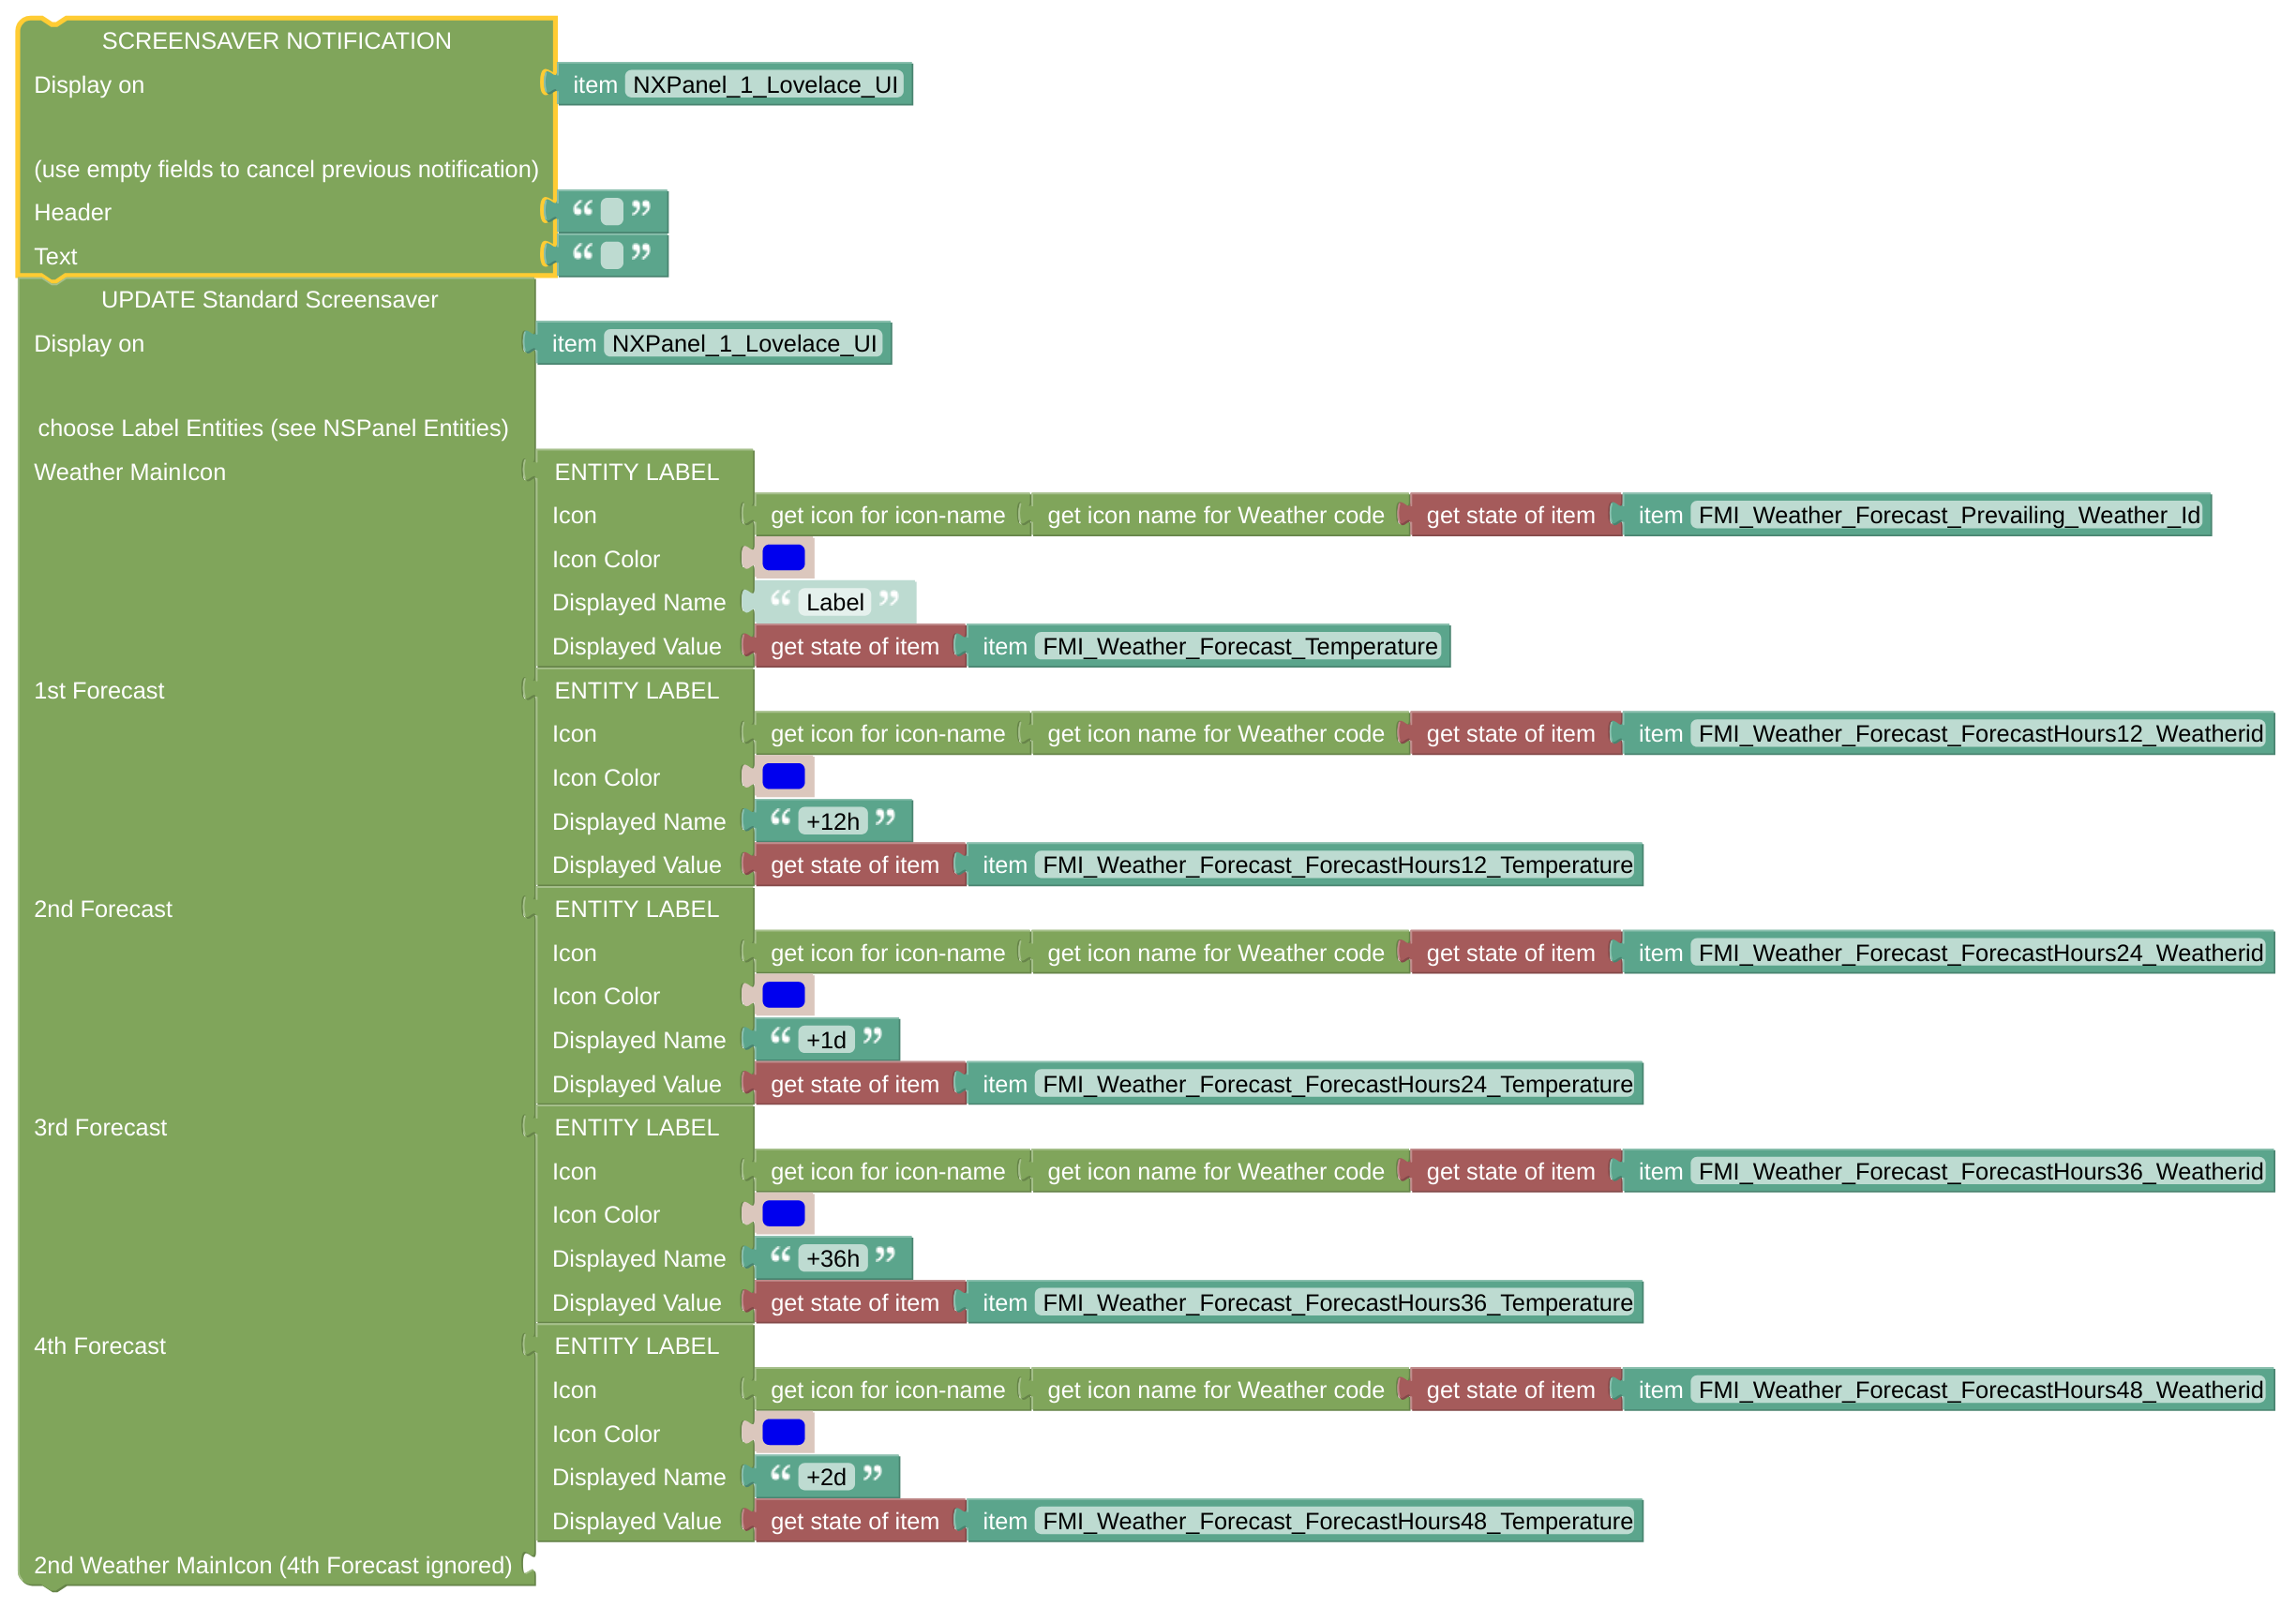 SCREENSAVER NOTIFICATION
Display on item NXPanel_1_Lovelace_UI
(use empty fields to cancel previous notification)
Header “ ”
Text “ ”
UPDATE Standard Screensaver
Display on item NXPanel_1_Lovelace_UI
choose Label Entities (see NSPanel Entities)
Weather MainIcon ENTITY LABEL
Icon get icon for icon-name get icon name for Weather code get state of item item FMI_Weather_Forecast_Prevailing_Weather_Id
Icon Color
Displayed Name “ Label ”
Displayed Value get state of item item FMI_Weather_Forecast_Temperature
1st Forecast ENTITY LABEL
Icon get icon for icon-name get icon name for Weather code get state of item item FMI_Weather_Forecast_ForecastHours12_Weatherid
Icon Color
Displayed Name “ +12h ”
Displayed Value get state of item item FMI_Weather_Forecast_ForecastHours12_Temperature
2nd Forecast ENTITY LABEL
Icon get icon for icon-name get icon name for Weather code get state of item item FMI_Weather_Forecast_ForecastHours24_Weatherid
Icon Color
Displayed Name “ +1d ”
Displayed Value get state of item item FMI_Weather_Forecast_ForecastHours24_Temperature
3rd Forecast ENTITY LABEL
Icon get icon for icon-name get icon name for Weather code get state of item item FMI_Weather_Forecast_ForecastHours36_Weatherid
Icon Color
Displayed Name “ +36h ”
Displayed Value get state of item item FMI_Weather_Forecast_ForecastHours36_Temperature
4th Forecast ENTITY LABEL
Icon get icon for icon-name get icon name for Weather code get state of item item FMI_Weather_Forecast_ForecastHours48_Weatherid
Icon Color
Displayed Name “ +2d ”
Displayed Value get state of item item FMI_Weather_Forecast_ForecastHours48_Temperature
2nd Weather MainIcon (4th Forecast ignored)